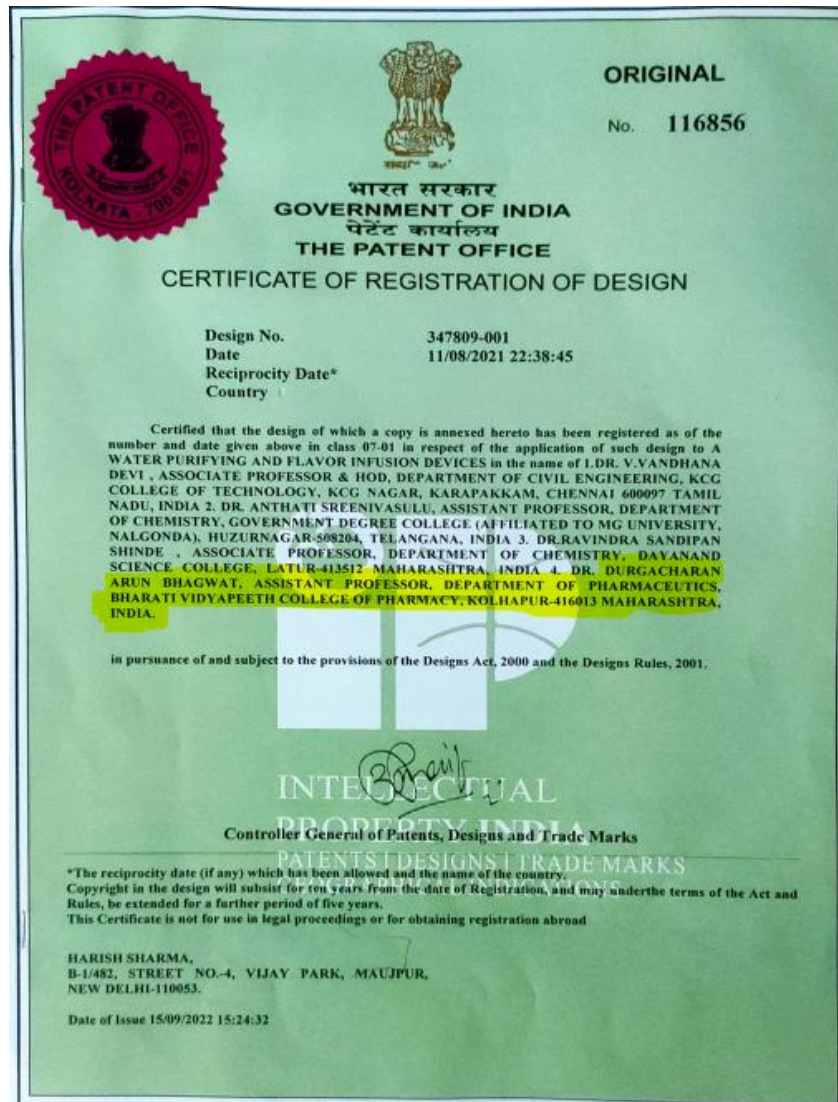 THE PATENT OFFICE
KOLKATA - 700 091
ORIGINAL
No. 116856
भारत सरकार
GOVERNMENT OF INDIA
पेटेंट कार्यालय
THE PATENT OFFICE
CERTIFICATE OF REGISTRATION OF DESIGN
Design No. 347809-001
Date 11/08/2021 22:38:45
Reciprocity Date*
Country
Certified that the design of which a copy is annexed hereto has been registered as of the
number and date given above in class 07-01 in respect of the application of such design to A
WATER PURIFYING AND FLAVOR INFUSION DEVICES in the name of 1.DR. V.VANDHANA
DEVI , ASSOCIATE PROFESSOR & HOD, DEPARTMENT OF CIVIL ENGINEERING, KCG
COLLEGE OF TECHNOLOGY, KCG NAGAR, KARAPAKKAM, CHENNAI 600097 TAMIL
NADU, INDIA 2. DR. ANTHATI SREENIVASULU, ASSISTANT PROFESSOR, DEPARTMENT
OF CHEMISTRY, GOVERNMENT DEGREE COLLEGE (AFFILIATED TO MG UNIVERSITY,
NALGONDA), HUZURNAGAR-508204, TELANGANA, INDIA 3. DR.RAVINDRA SANDIPAN
SHINDE , ASSOCIATE PROFESSOR, DEPARTMENT OF CHEMISTRY, DAYANAND
SCIENCE COLLEGE, LATUR-413512 MAHARASHTRA, INDIA 4. DR. DURGACHARAN
ARUN BHAGWAT, ASSISTANT PROFESSOR, DEPARTMENT OF PHARMACEUTICS,
BHARATI VIDYAPEETH COLLEGE OF PHARMACY, KOLHAPUR-416013 MAHARASHTRA,
INDIA.
in pursuance of and subject to the provisions of the Designs Act, 2000 and the Designs Rules, 2001.
INTELLECTUAL
PROPERTY INDIA
Controller General of Patents, Designs and Trade Marks
PATENTS | DESIGNS | TRADE MARKS
*The reciprocity date (if any) which has been allowed and the name of the country.
Copyright in the design will subsist for ten years from the date of Registration, and may underthe terms of the Act and
Rules, be extended for a further period of five years.
This Certificate is not for use in legal proceedings or for obtaining registration abroad
HARISH SHARMA,
B-1/482, STREET NO.-4, VIJAY PARK, MAUJPUR,
NEW DELHI-110053.
Date of Issue 15/09/2022 15:24:32